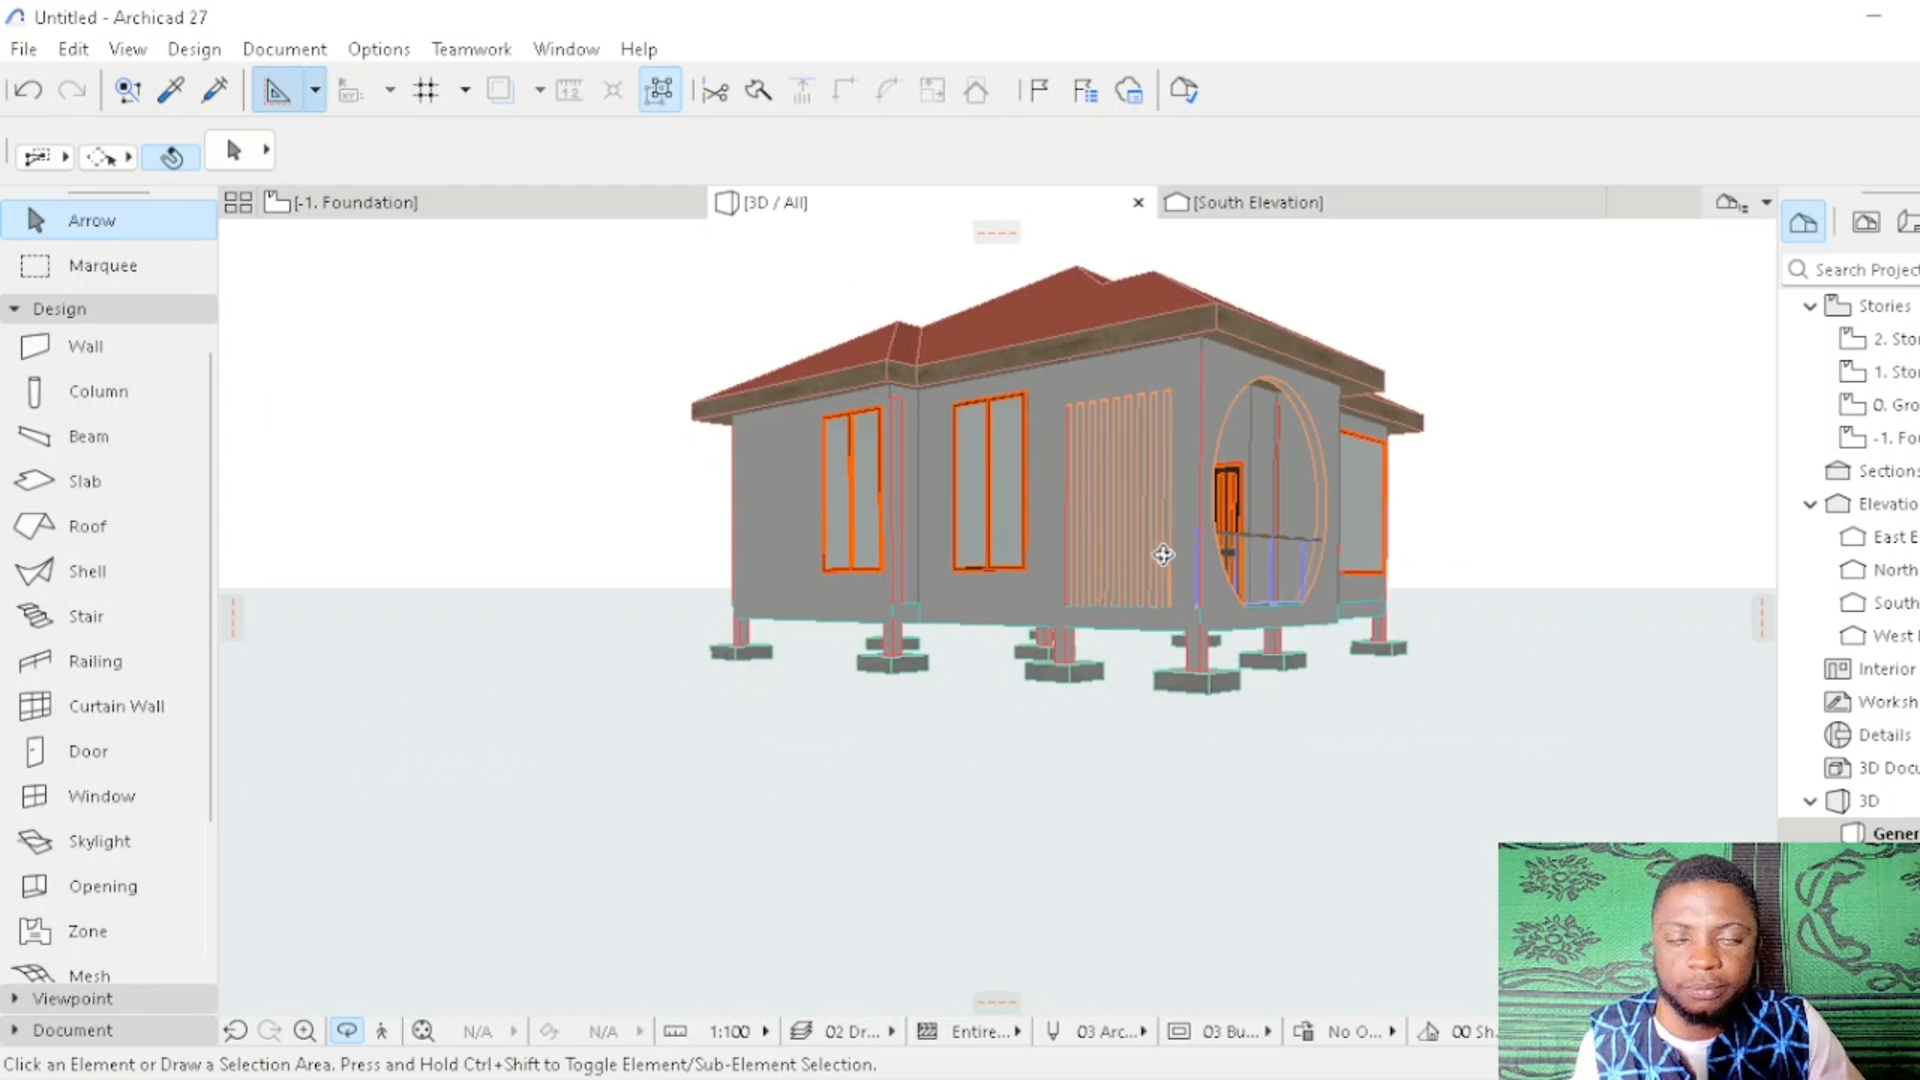 Untitled - Archicad 27
File Edit View Design Document Options Teamwork Window Help
[-1. Foundation]
[3D / All]
[South Elevation]
Arrow
Marquee
Design
Wall
Column
Beam
Slab
Roof
Shell
Stair
Railing
Curtain Wall
Door
Window
Skylight
Opening
Zone
Mesh
Viewpoint
Document
Search Project
Stories
2. Sto
1. Sto
0. Gro
-1. Fo
Sections
Elevatio
East E
North
South
West
Interior
Worksh
Details
3D Docu
3D
Gener
N/A
N/A
1:100
02 Dr...
Entire...
03 Arc...
03 Bu...
No O...
00 Sh
Click an Element or Draw a Selection Area. Press and Hold Ctrl+Shift to Toggle Element/Sub-Element Selection.